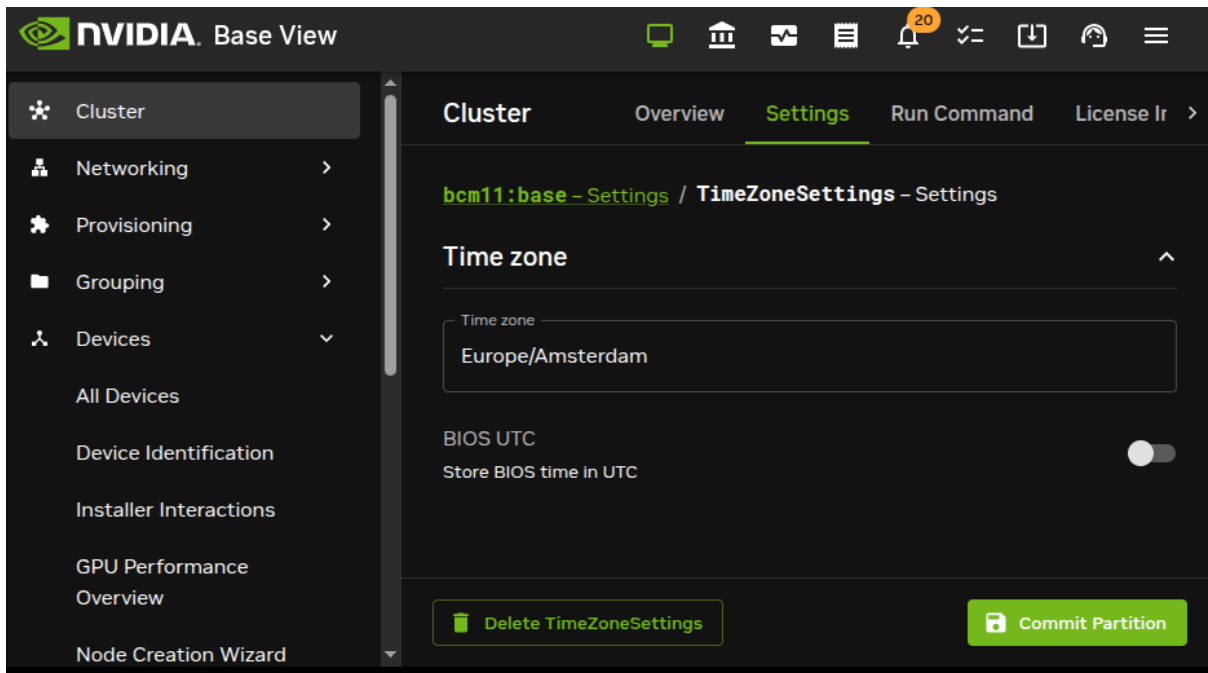 NVIDIA. Base View
20
Cluster
Networking
Provisioning
Grouping
Devices
All Devices
Device Identification
Installer Interactions
GPU Performance
Overview
Node Creation Wizard
Cluster Overview Settings Run Command License Ir
bcm11:base – Settings / TimeZoneSettings – Settings
Time zone
Time zone
Europe/Amsterdam
BIOS UTC
Store BIOS time in UTC
Delete TimeZoneSettings
Commit Partition